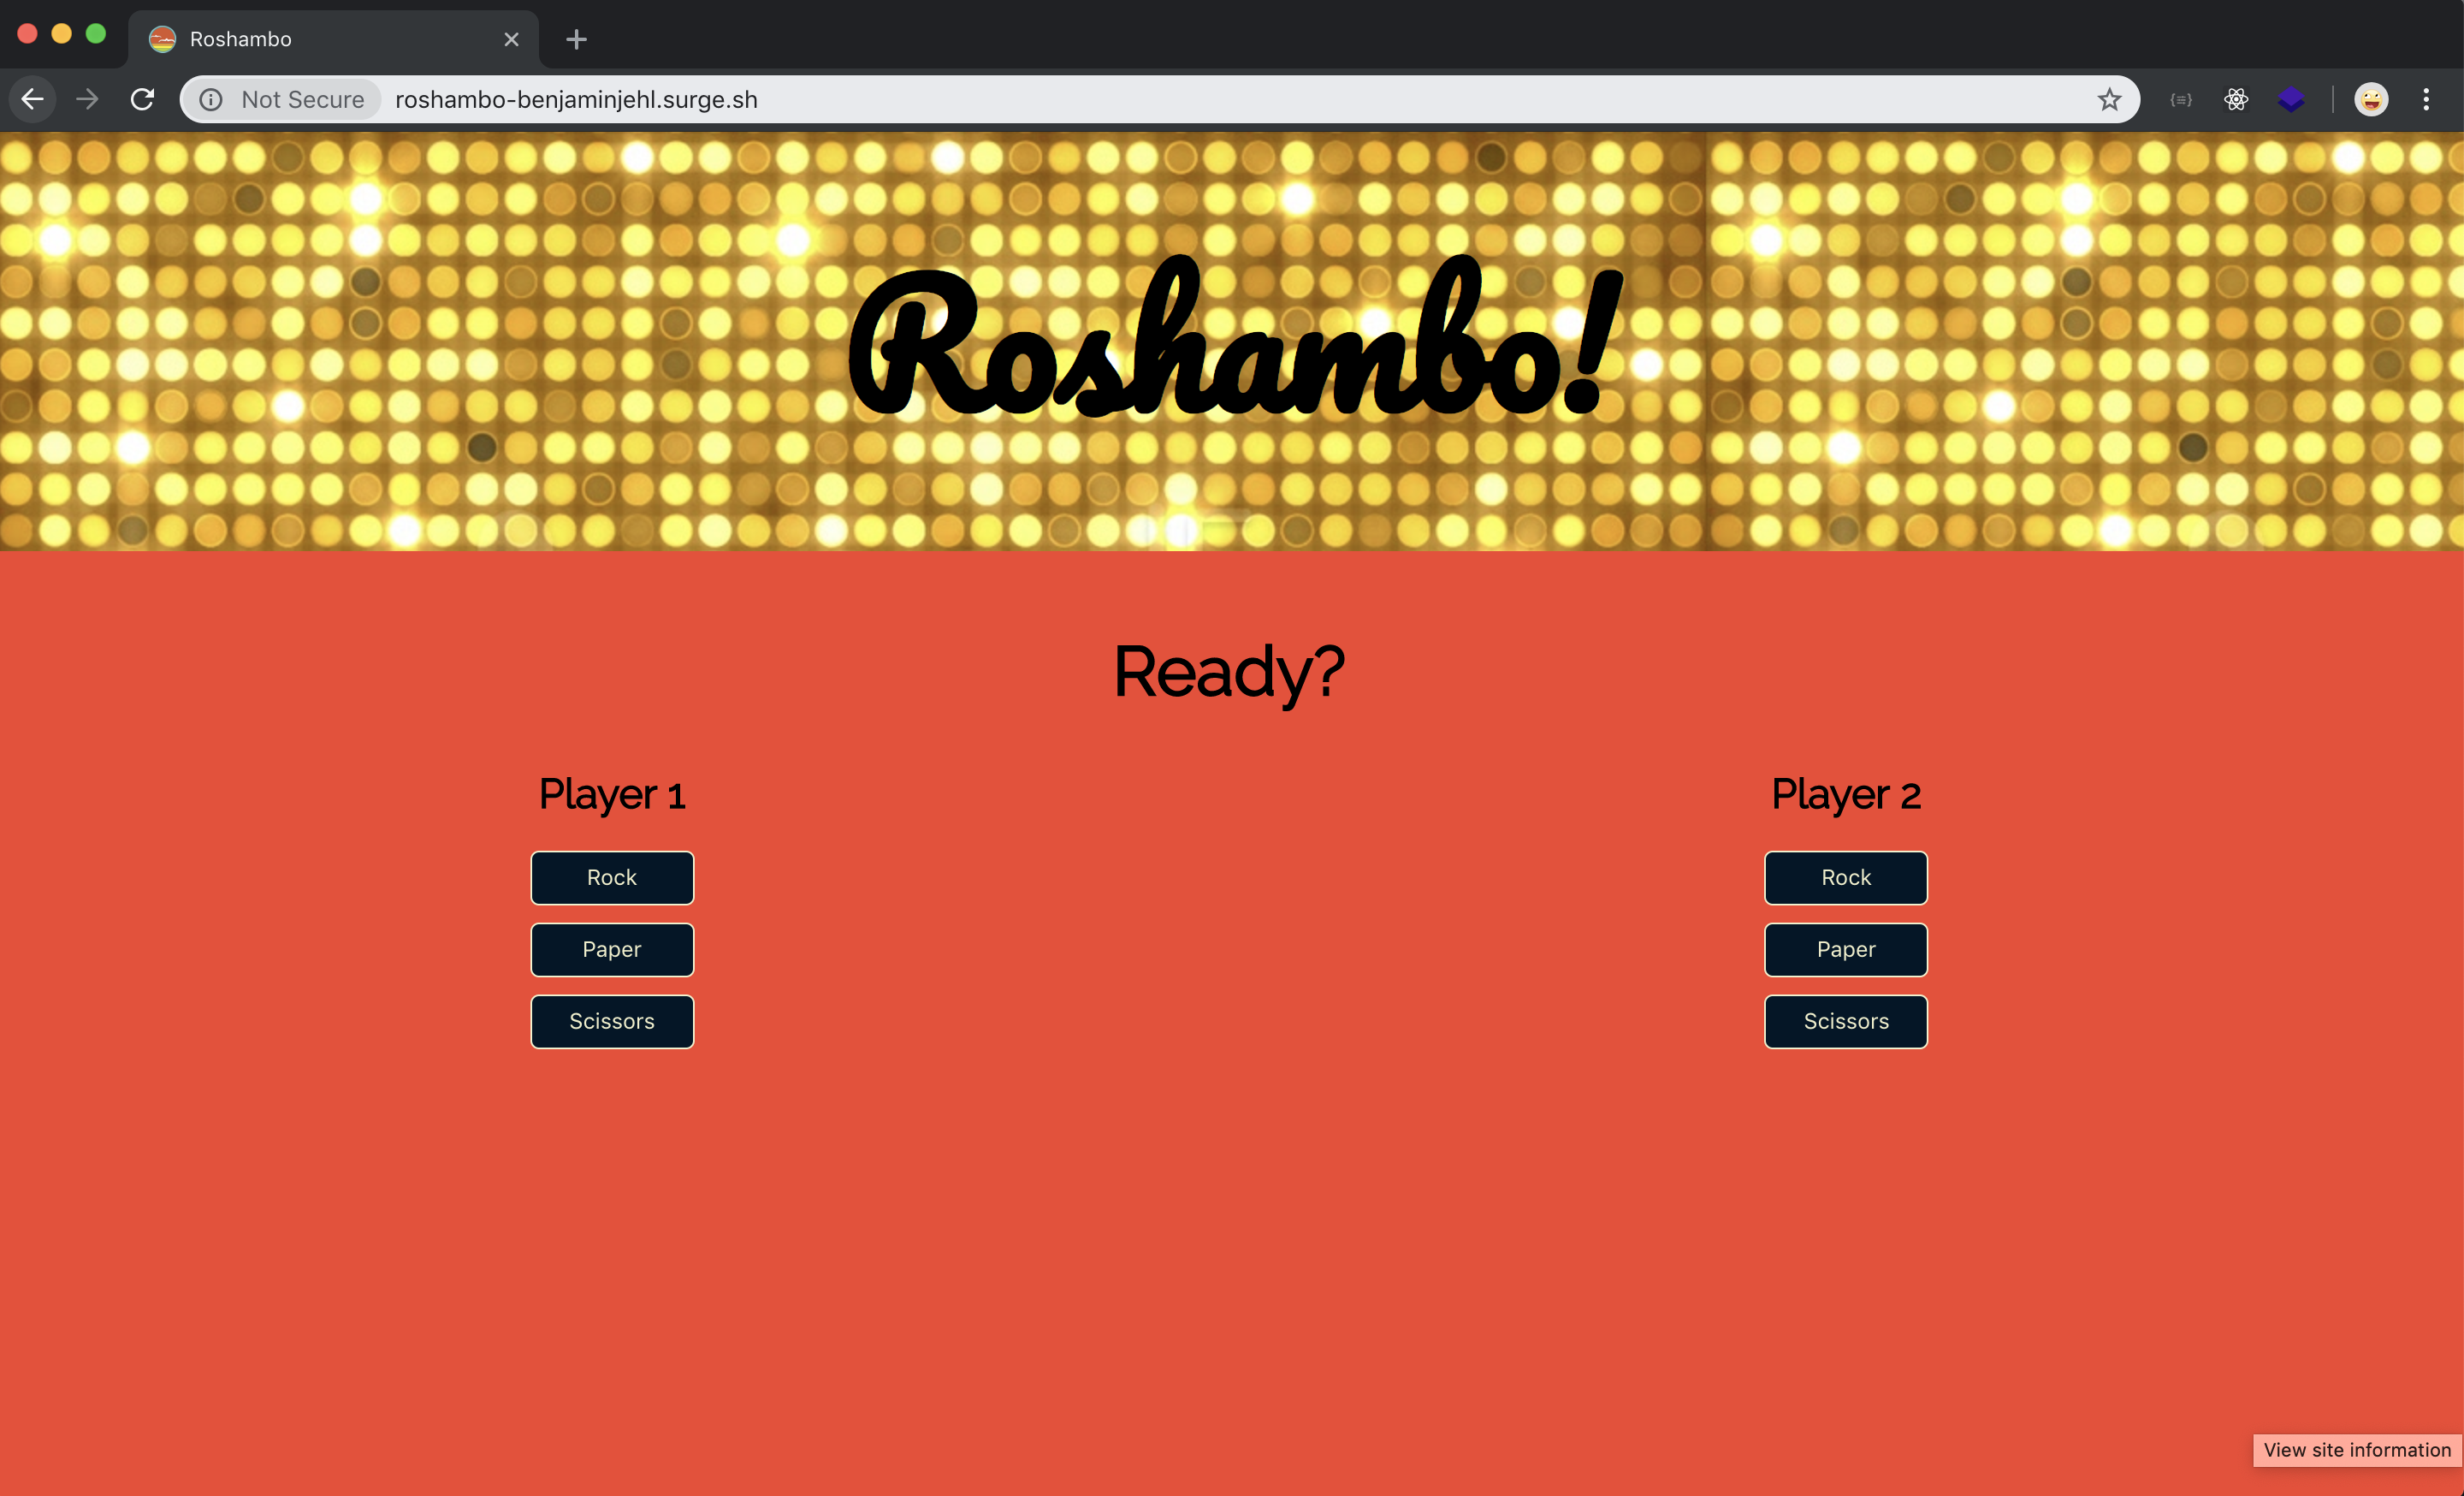 Roshambo
Not Secure
roshambo-benjaminjehl.surge.sh
Roshambo!
Ready?
Player 1
Rock
Paper
Scissors
Player 2
Rock
Paper
Scissors
View site information